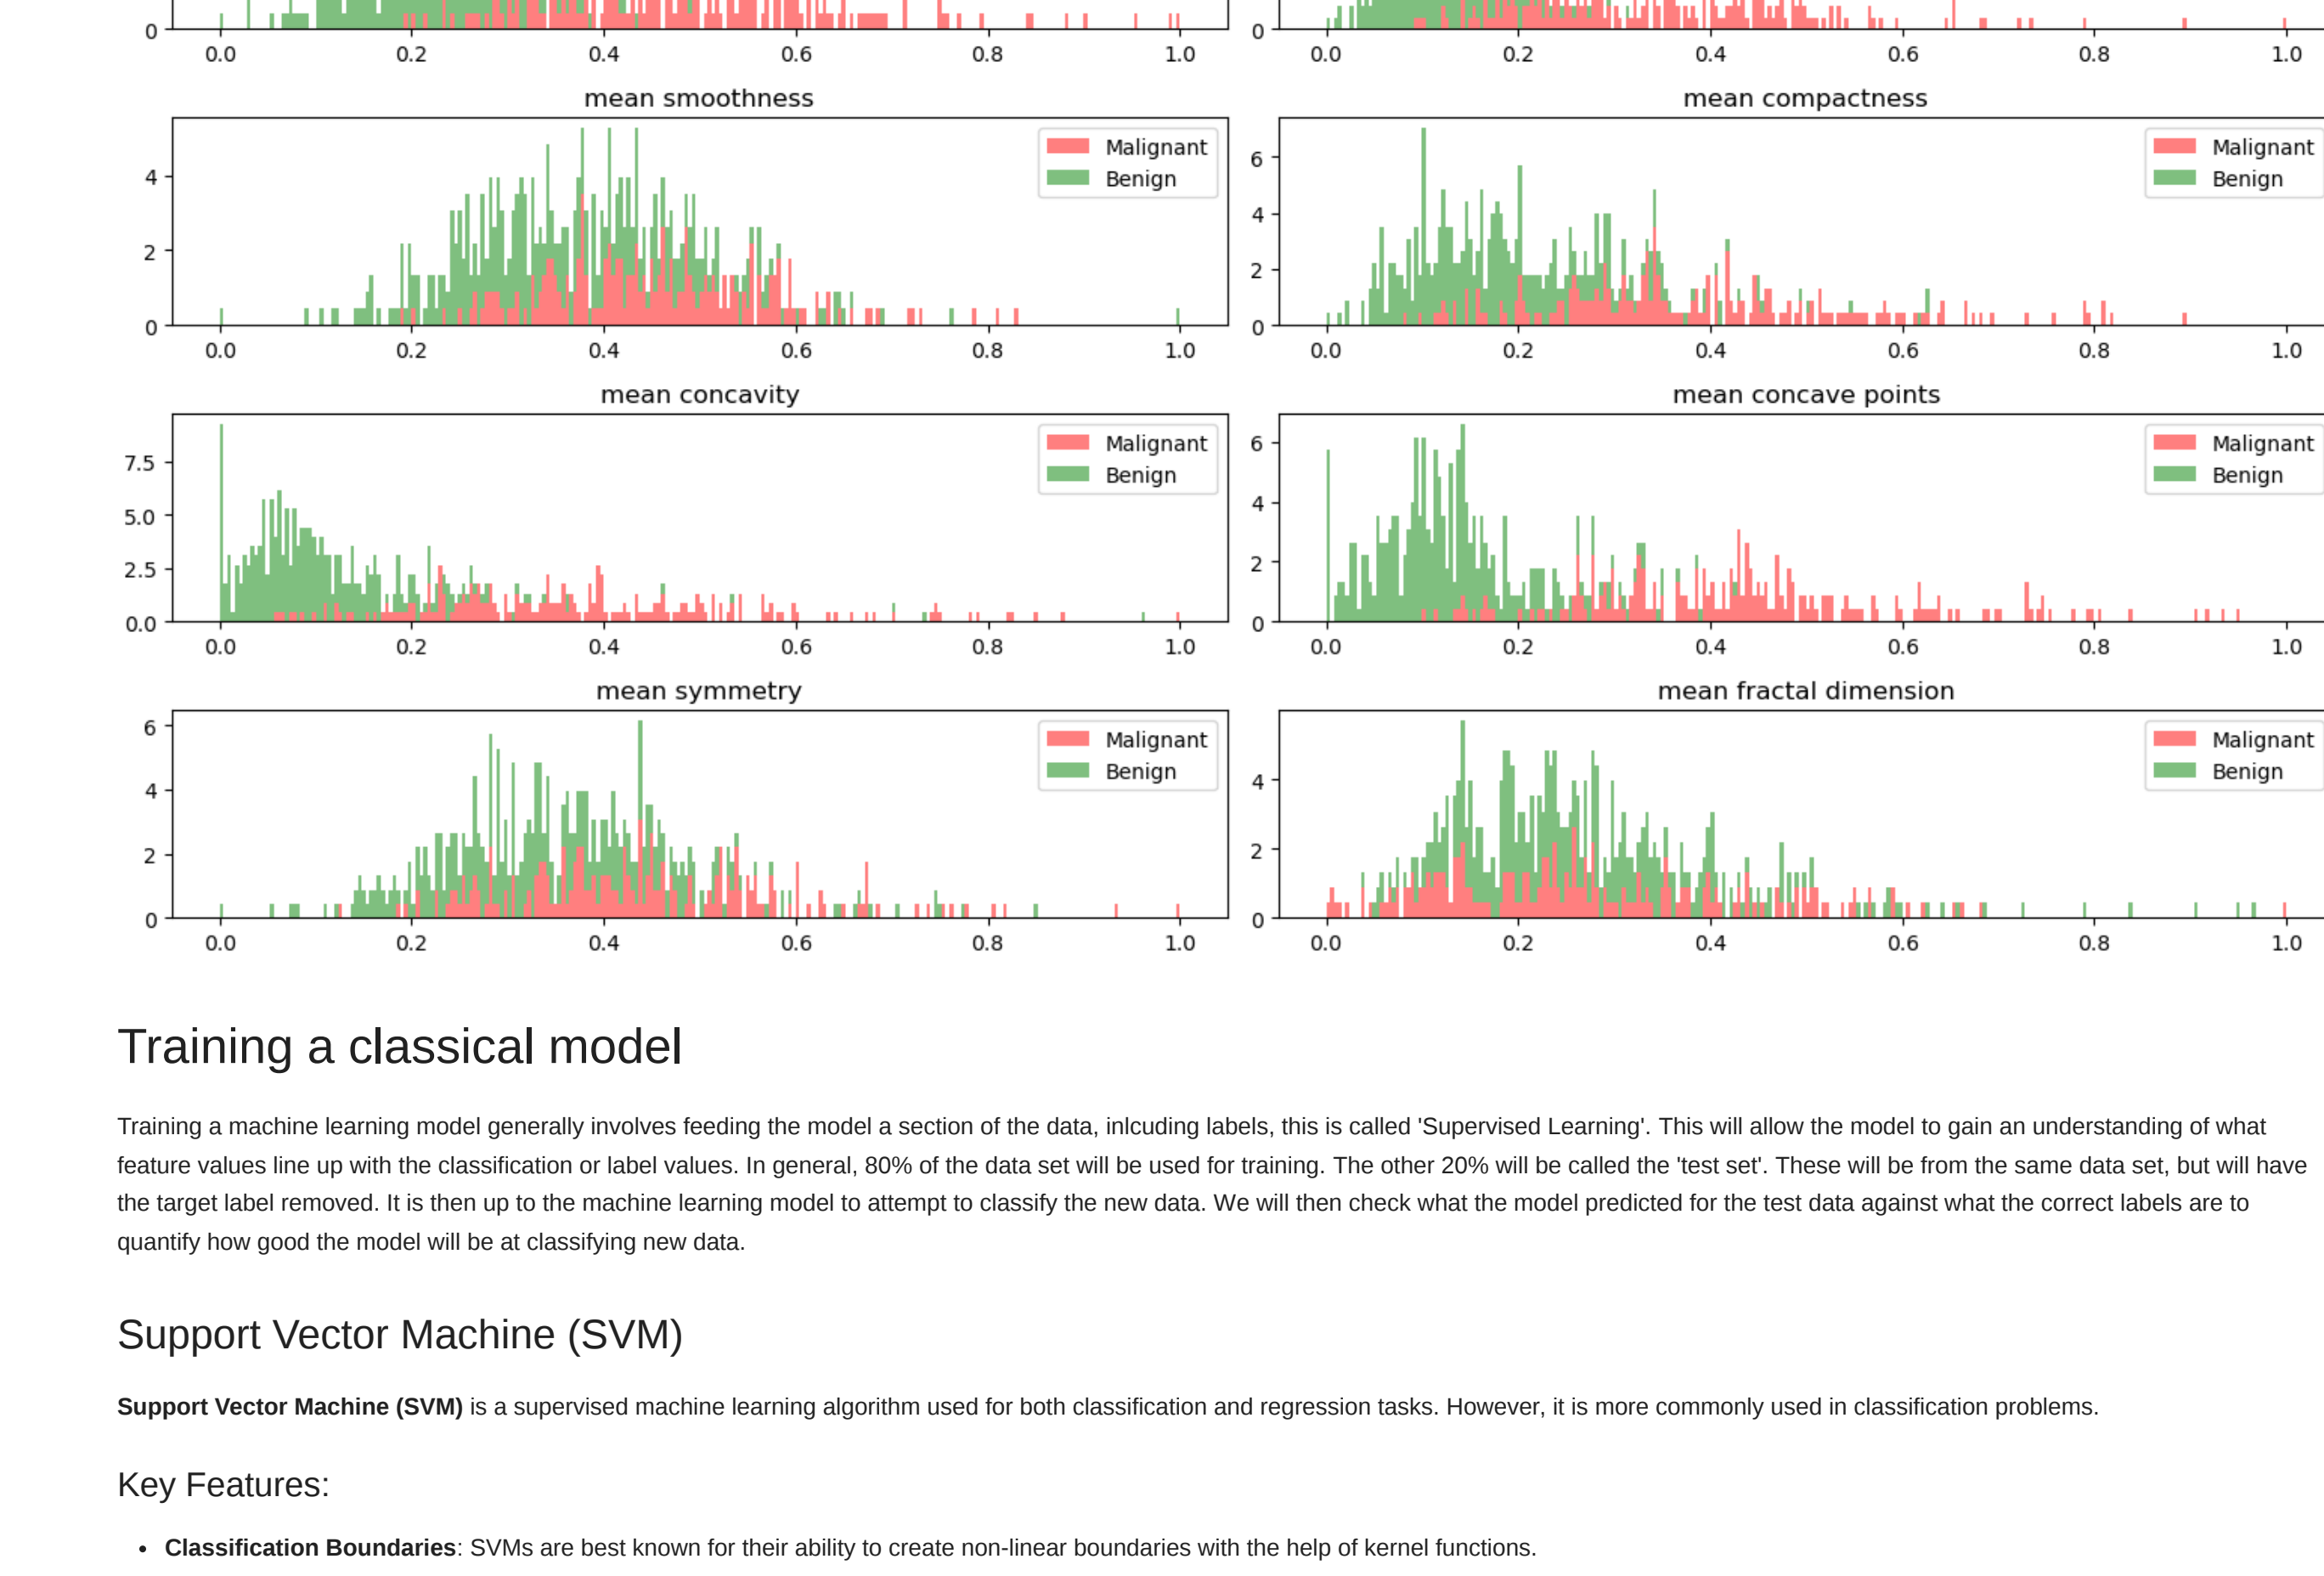 0
0.0 0.2 0.4 0.6 0.8 1.0
0
0.0 0.2 0.4 0.6 0.8 1.0
mean smoothness
Malignant
Benign
4
2
0
0.0 0.2 0.4 0.6 0.8 1.0
mean compactness
Malignant
Benign
6
4
2
0
0.0 0.2 0.4 0.6 0.8 1.0
mean concavity
Malignant
Benign
7.5
5.0
2.5
0.0
0.0 0.2 0.4 0.6 0.8 1.0
mean concave points
Malignant
Benign
6
4
2
0
0.0 0.2 0.4 0.6 0.8 1.0
mean symmetry
Malignant
Benign
6
4
2
0
0.0 0.2 0.4 0.6 0.8 1.0
mean fractal dimension
Malignant
Benign
4
2
0
0.0 0.2 0.4 0.6 0.8 1.0
Training a classical model
Training a machine learning model generally involves feeding the model a section of the data, inlcuding labels, this is called 'Supervised Learning'. This will allow the model to gain an understanding of what
feature values line up with the classification or label values. In general, 80% of the data set will be used for training. The other 20% will be called the 'test set'. These will be from the same data set, but will have
the target label removed. It is then up to the machine learning model to attempt to classify the new data. We will then check what the model predicted for the test data against what the correct labels are to
quantify how good the model will be at classifying new data.
Support Vector Machine (SVM)
Support Vector Machine (SVM) is a supervised machine learning algorithm used for both classification and regression tasks. However, it is more commonly used in classification problems.
Key Features:
• Classification Boundaries: SVMs are best known for their ability to create non-linear boundaries with the help of kernel functions.